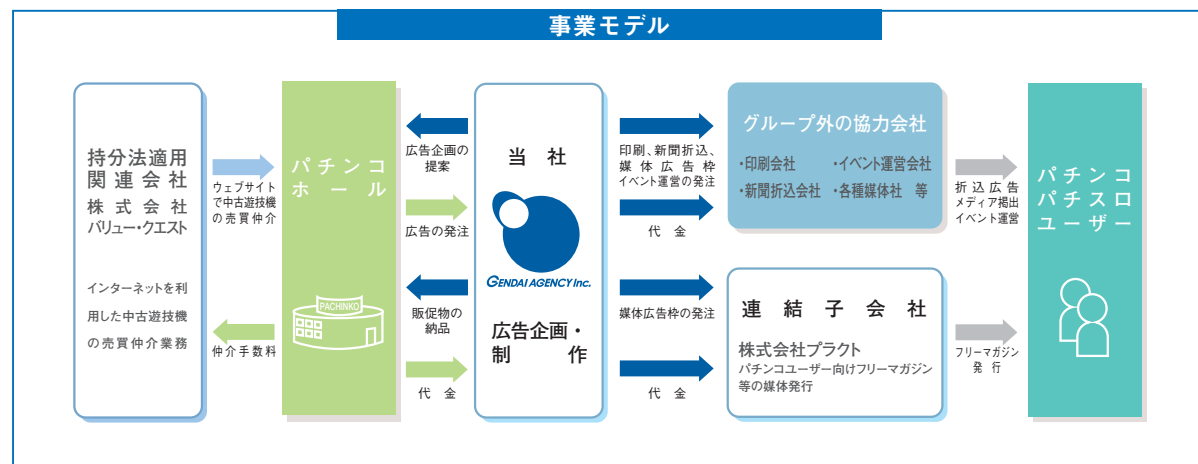 事業モデル
持分法適用
関連会社
株式会社
バリュー・クエスト
インターネットを利
用した中古遊技機
の売買仲介業務
ウェブサイト
で中古遊技機
の売買仲介
仲介手数料
パチンコ
ホール
PACHINKO
広告企画の
提案
広告の発注
販促物の
納品
代金
当社
GENDAI AGENCY Inc.
広告企画・
制作
印刷、新聞折込、
媒体広告枠
イベント運営の発注
代金
媒体広告枠の発注
代金
グループ外の協力会社
・印刷会社 ・イベント運営会社
・新聞折込会社 ・各種媒体社 等
連結子会社
株式会社プラクト
パチンコユーザー向けフリーマガジン
等の媒体発行
折込広告
メディア掲出
イベント運営
フリーマガジン
発行
パチンコ
パチスロ
ユーザー